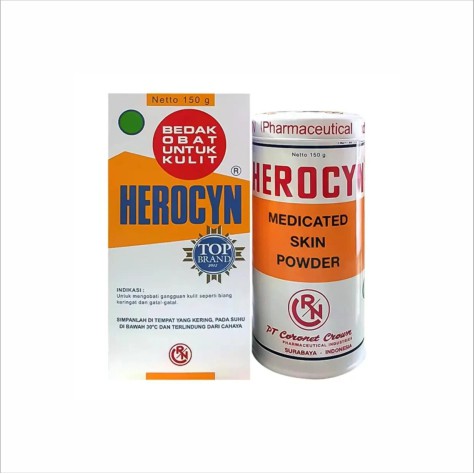 Netto 150 g
BEDAK
OBAT
UNTUK
KULIT
®
HEROCYN
TOP
BRAND
INDIKASI :
Untuk mengobati gangguan kulit seperti biang
keringat dan gatal-gatal.
SIMPANLAH DI TEMPAT YANG KERING, PADA SUHU
DI BAWAH 30°C DAN TERLINDUNG DARI CAHAYA
CRN
(Pharmaceutical
Netto 150 g
HEROCYN
MEDICATED
SKIN
POWDER
CRN
PT Coronet Crown
PHARMACEUTICAL INDUSTRIES
SURABAYA - INDONESIA